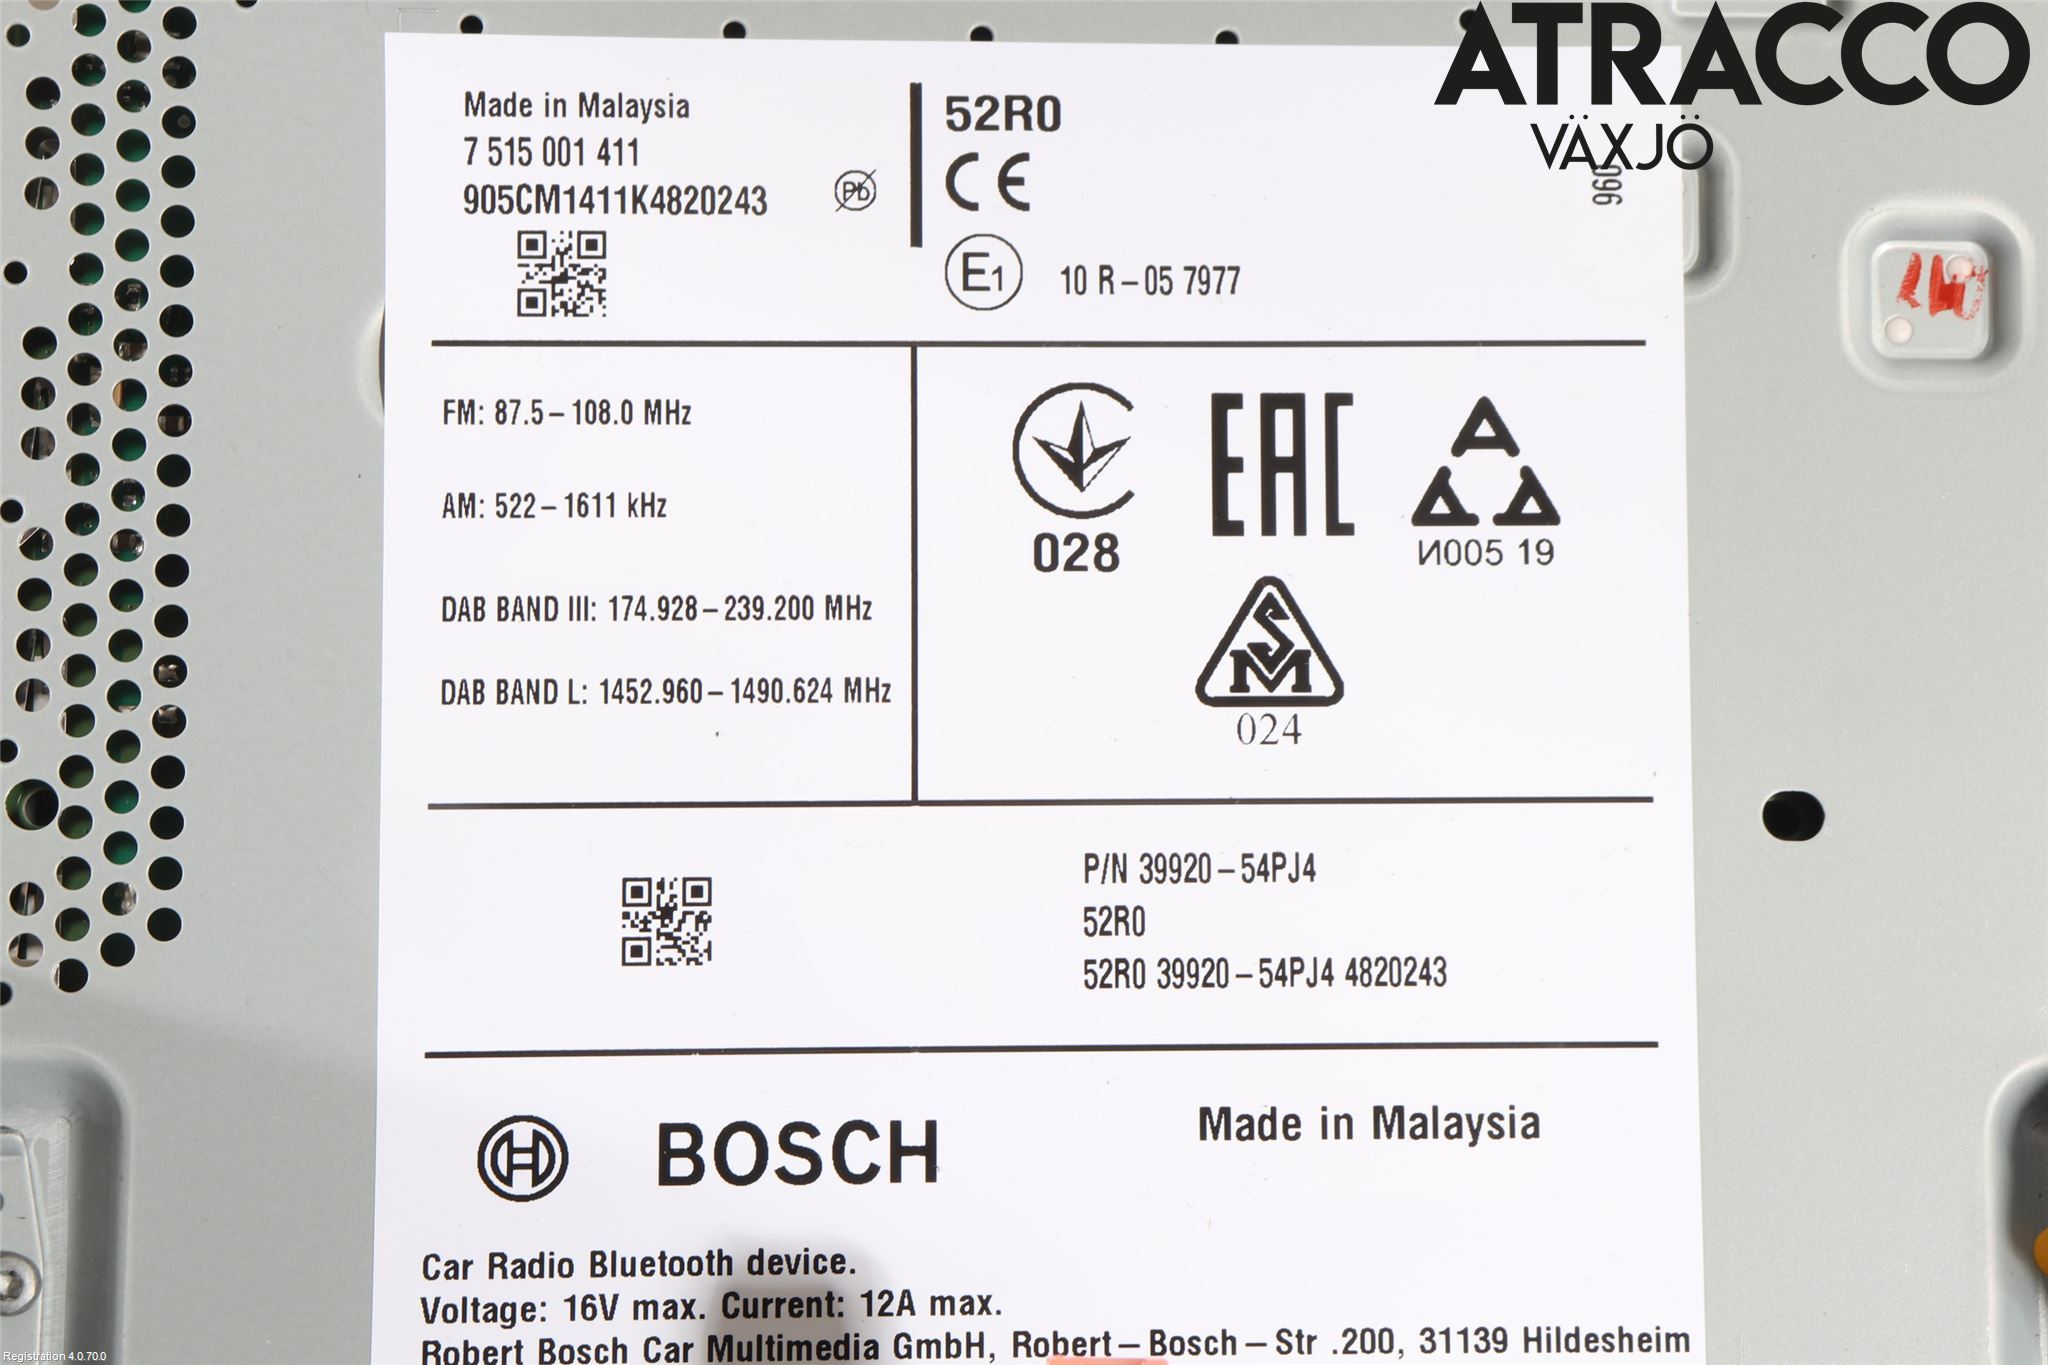 ATRACCO
VÄXJÖ
Made in Malaysia
7 515 001 411
905CM1411K4820243
Pb
52R0
CE
E1 10 R – 05 7977
096
FM: 87.5 – 108.0 MHz
AM: 522 – 1611 kHz
DAB BAND III: 174.928 – 239.200 MHz
DAB BAND L: 1452.960 – 1490.624 MHz
028
EAC
И005 19
SM
024
P/N 39920 – 54PJ4
52R0
52R0 39920 – 54PJ4 4820243
BOSCH
Made in Malaysia
Car Radio Bluetooth device.
Voltage: 16V max. Current: 12A max.
Robert Bosch Car Multimedia GmbH, Robert – Bosch – Str .200, 31139 Hildesheim
Registration 4.0.70.0